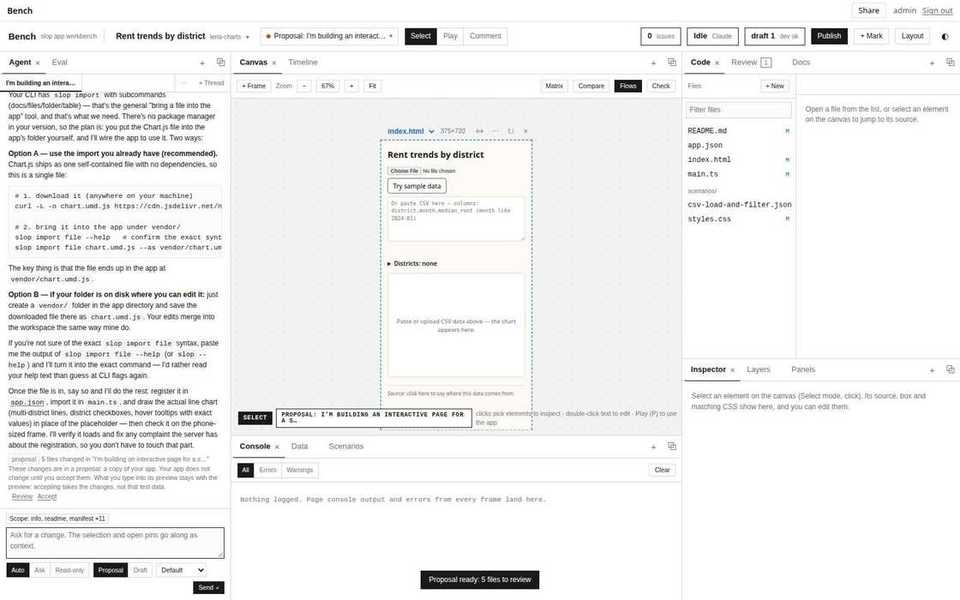 Bench
Share
admin
Sign out
Bench
slop app workbench
Rent trends by district
lens-charts
Proposal: I'm building an interact...
Select
Play
Comment
0 issues
Idle Claude
draft 1 dev ok
Publish
+ Mark
Layout
Agent
Eval
I'm building an intera...
+ Thread
Your CLI has slop import with subcommands
(docs/files/folder/table) — that's the general "bring a file into the
app" tool, and that's what we need. There's no package manager
in your version, so the plan is: you put the Chart.js file into the
app's folder yourself, and I'll wire the app to use it. Two ways:
Option A — use the import you already have (recommended).
Chart.js ships as one self-contained file with no dependencies, so
this is a single file:
# 1. download it (anywhere on your machine)
curl -L -o chart.umd.js https://cdn.jsdelivr.net/n
# 2. bring it into the app under vendor/
slop import file --help # confirm the exact synt
slop import file chart.umd.js --as vendor/chart.um
The key thing is that the file ends up in the app at
vendor/chart.umd.js.
Option B — if your folder is on disk where you can edit it: just
create a vendor/ folder in the app directory and save the
downloaded file there as chart.umd.js. Your edits merge into
the workspace the same way mine do.
If you're not sure of the exact slop import file syntax, paste
me the output of slop import file --help (or slop --
help) and I'll turn it into the exact command — I'd rather read
your help text than guess at CLI flags again.
Once the file is in, say so and I'll do the rest: register it in
app.json, import it in main.ts, and draw the actual line chart
(multi-district lines, district checkboxes, hover tooltips with exact
values) in place of the placeholder — then check it on the phone-
sized frame. I'll verify it loads and fix any complaint the server has
about the registration, so you don't have to touch that part.
proposal 5 files changed in "I'm building an interactive page for a s..."
These changes are in a proposal: a copy of your app. Your app does not
change until you accept them. What you type into its preview stays with the
preview: accepting takes the changes, not that test data.
Review Accept
Scope: info, readme, manifest +11
Ask for a change. The selection and open pins go along as
context.
Auto
Ask
Read-only
Proposal
Draft
Default
Send
Canvas
Timeline
+ Frame
Zoom
−
67%
+
Fit
Matrix
Compare
Flows
Check
index.html
375×720
Rent trends by district
Choose File No file chosen
Try sample data
Or paste CSV here — columns:
district,month,median_rent (month like
2024-01)
Districts: none
Paste or upload CSV data above — the chart
appears here.
Source: click here to say where this data comes from.
SELECT
PROPOSAL: I'M BUILDING AN INTERACTIVE PAGE FOR
A S…
clicks pick elements to inspect · double-click text to edit · Play (P) to use
the app
Console
Data
Scenarios
All
Errors
Warnings
Clear
Nothing logged. Page console output and errors from every frame land here.
Proposal ready: 5 files to review
Code
Review 1
Docs
Files
+ New
Filter files
README.md M
app.json
index.html M
main.ts M
scenarios/
csv-load-and-filter.json
styles.css M
Open a file from the list, or select an element
on the canvas to jump to its source.
Inspector
Layers
Panels
Select an element on the canvas (Select mode, click). Its source, box and
matching CSS show here, and you can edit them.